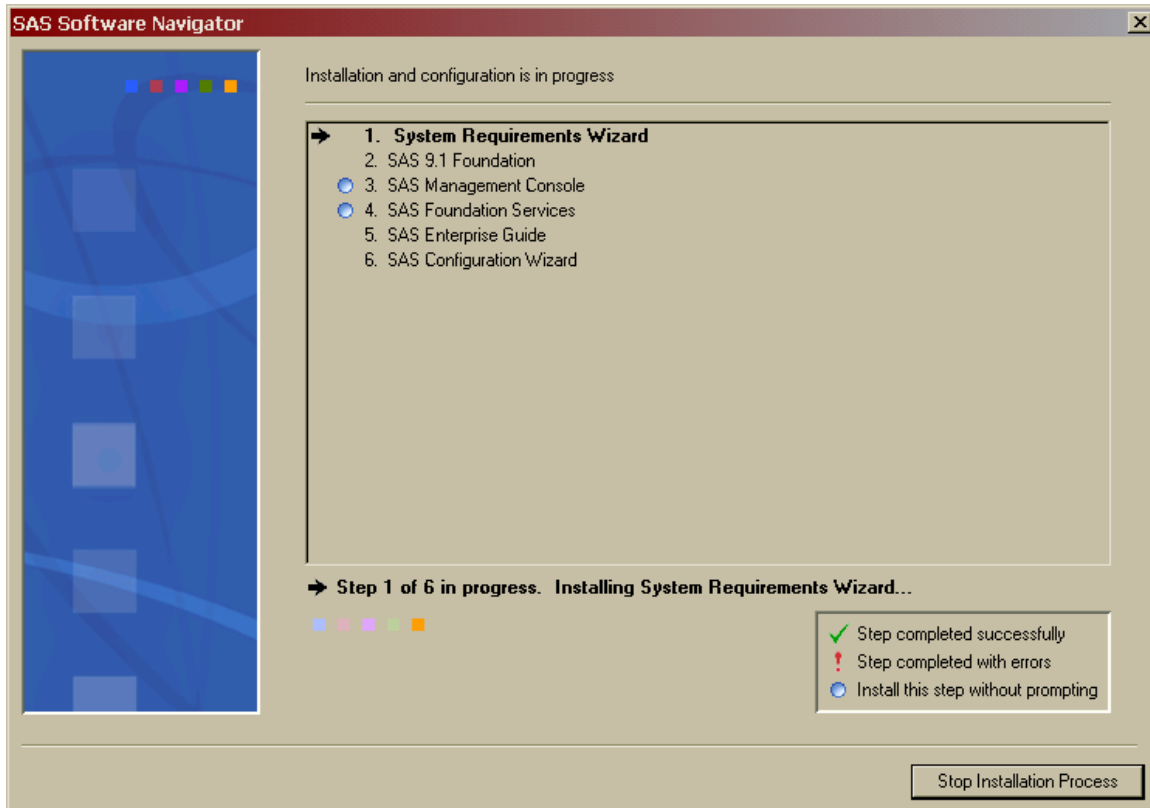 SAS Software Navigator
Installation and configuration is in progress
1. System Requirements Wizard
2. SAS 9.1 Foundation
3. SAS Management Console
4. SAS Foundation Services
5. SAS Enterprise Guide
6. SAS Configuration Wizard
Step 1 of 6 in progress. Installing System Requirements Wizard...
Step completed successfully
Step completed with errors
Install this step without prompting
Stop Installation Process